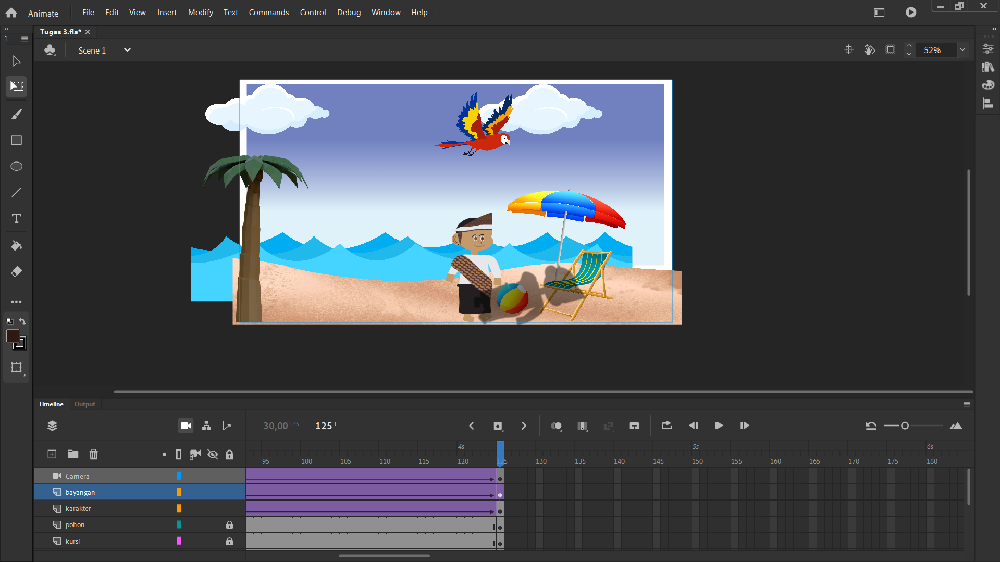 Animate File Edit View Insert Modify Text Commands Control Debug Window Help
Tugas 3.fla*
Scene 1
52%
Timeline Output
30,00 FPS 125 F
4s 5s 6s
95 100 105 110 115 120 125 130 135 140 145 150 155 160 165 170 175 180
Camera
bayangan
karakter
pohon
kursi